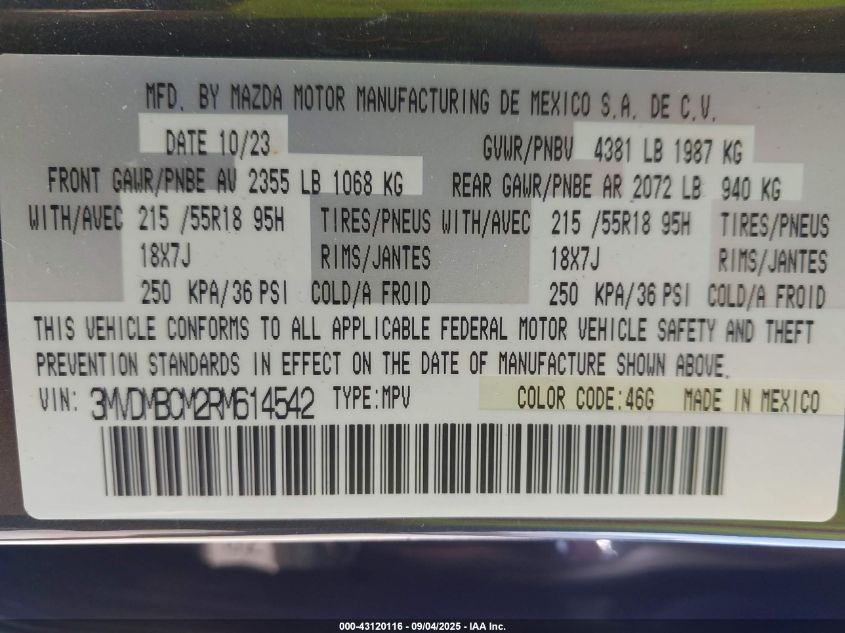 MFD. BY MAZDA MOTOR MANUFACTURING DE MEXICO S.A. DE C.V.
DATE 10/23 GVWR/PNBV 4381 LB 1987 KG
FRONT GAWR/PNBE AV 2355 LB 1068 KG REAR GAWR/PNBE AR 2072 LB 940 KG
WITH/AVEC 215 /55R18 95H TIRES/PNEUS WITH/AVEC 215 /55R18 95H TIRES/PNEUS
18X7J RIMS/JANTES 18X7J RIMS/JANTES
250 KPA/36 PSI COLD/A FROID 250 KPA/36 PSI COLD/A FROID
THIS VEHICLE CONFORMS TO ALL APPLICABLE FEDERAL MOTOR VEHICLE SAFETY AND THEFT
PREVENTION STANDARDS IN EFFECT ON THE DATE OF MANUFACTURE SHOWN ABOVE.
VIN: 3MVDMBCM2RM614542 TYPE:MPV COLOR CODE:46G MADE IN MEXICO
000-43120116 - 09/04/2025 - IAA Inc.